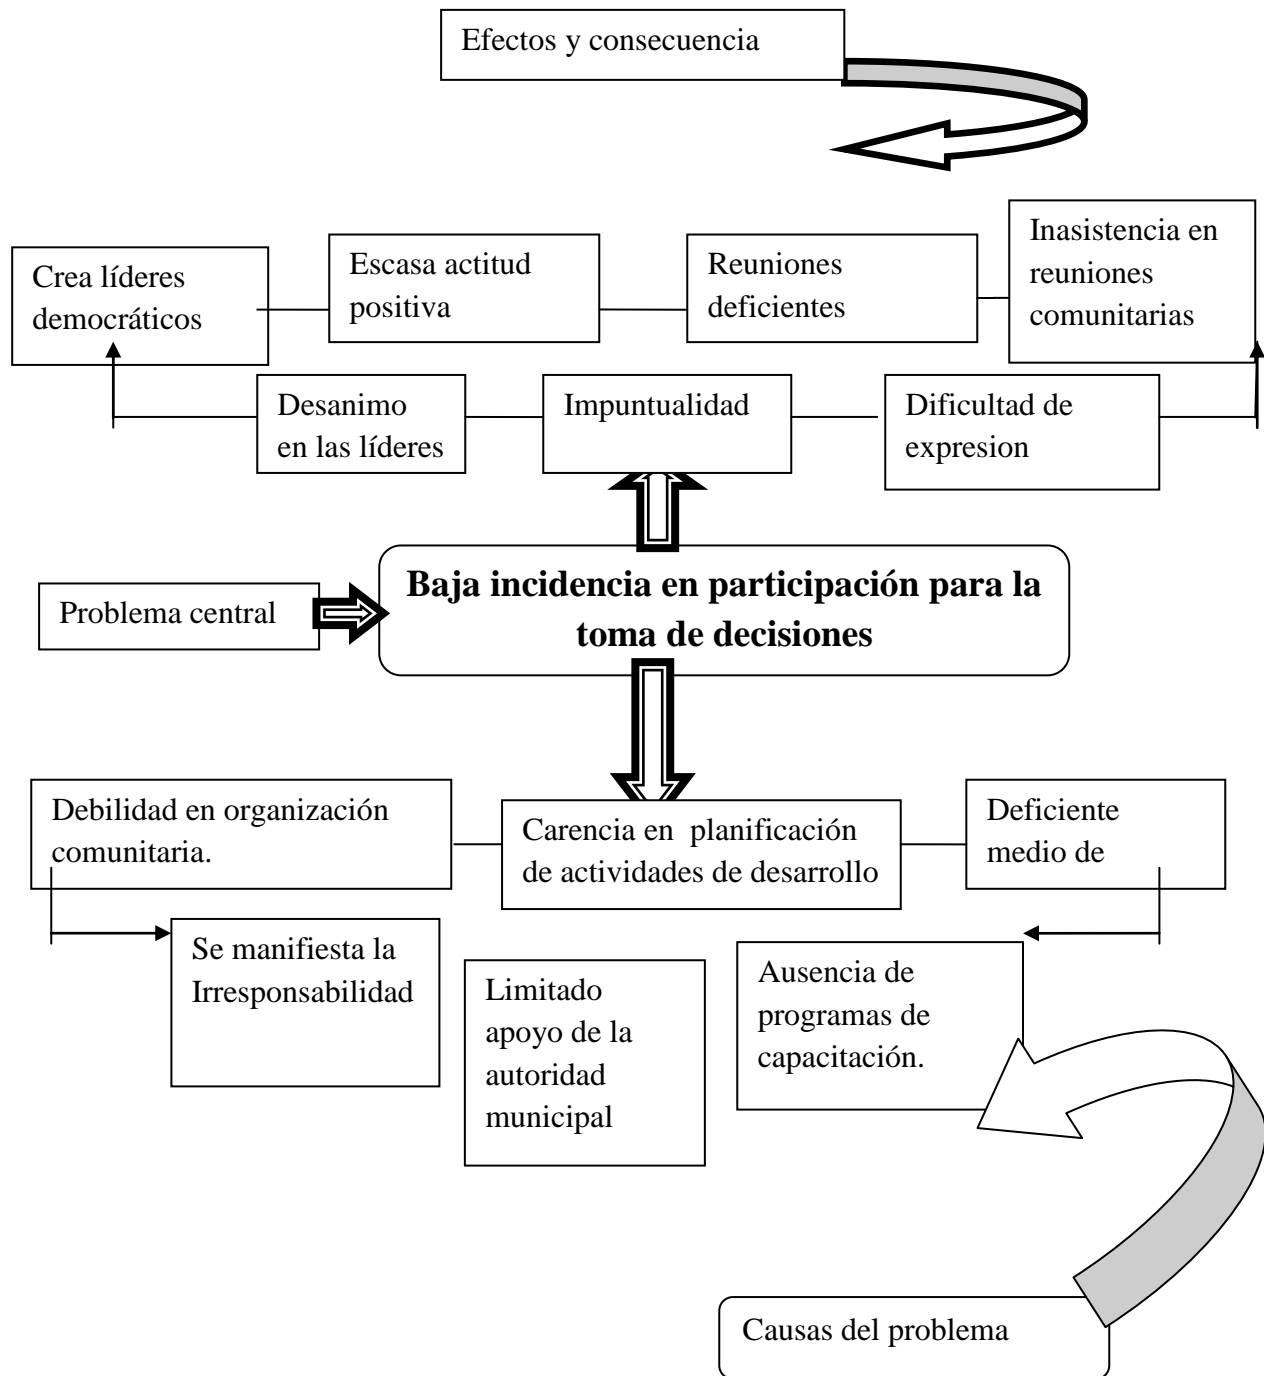 Efectos y consecuencia
Crea líderes
democráticos
Escasa actitud
positiva
Reuniones
deficientes
Inasistencia en
reuniones
comunitarias
Desanimo
en las líderes
Impuntualidad
Dificultad de
expresion
Problema central
Baja incidencia en participación para la
toma de decisiones
Debilidad en organización
comunitaria.
Carencia en planificación
de actividades de desarrollo
Deficiente
medio de
Se manifiesta la
Irresponsabilidad
Limitado
apoyo de la
autoridad
municipal
Ausencia de
programas de
capacitación.
Causas del problema